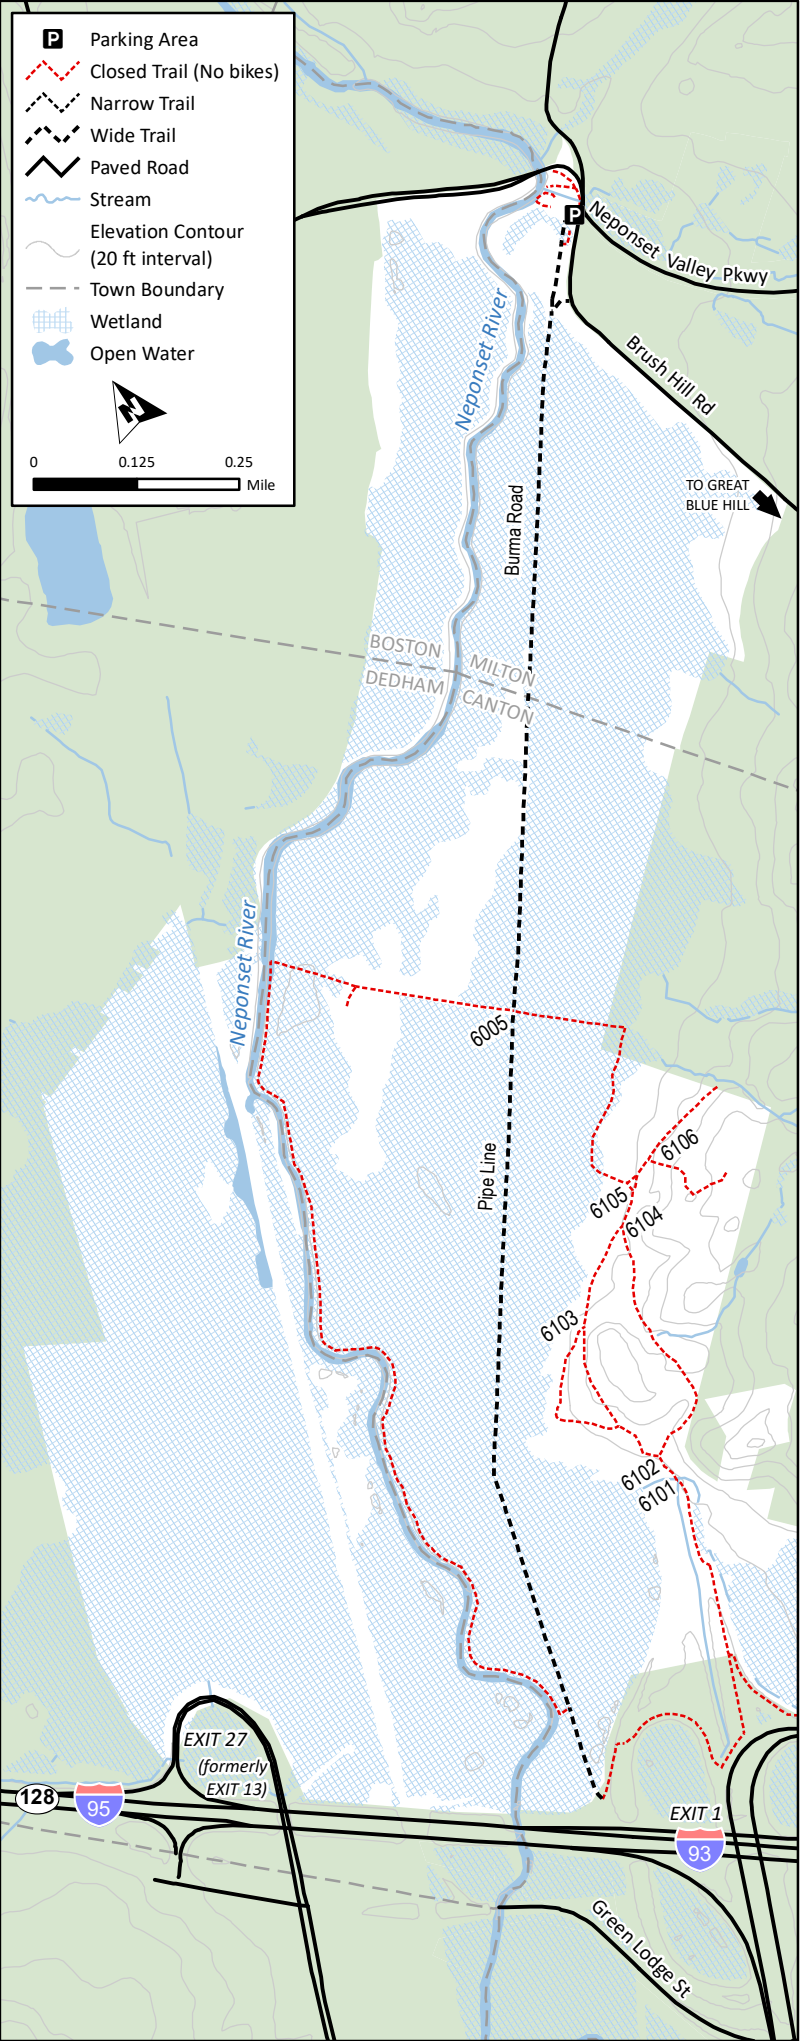 P Parking Area
Closed Trail (No bikes)
Narrow Trail
Wide Trail
Paved Road
Stream
Elevation Contour
(20 ft interval)
Town Boundary
Wetland
Open Water
N
0 0.125 0.25
Mile
P
Neponset Valley Pkwy
Neponset River
Brush Hill Rd
TO GREAT
BLUE HILL
Burma Road
BOSTON
MILTON
DEDHAM
CANTON
Neponset River
6005
Pipe Line
6106
6105
6104
6103
6102
6101
EXIT 27
(formerly
EXIT 13)
128
95
EXIT 1
93
Green Lodge St